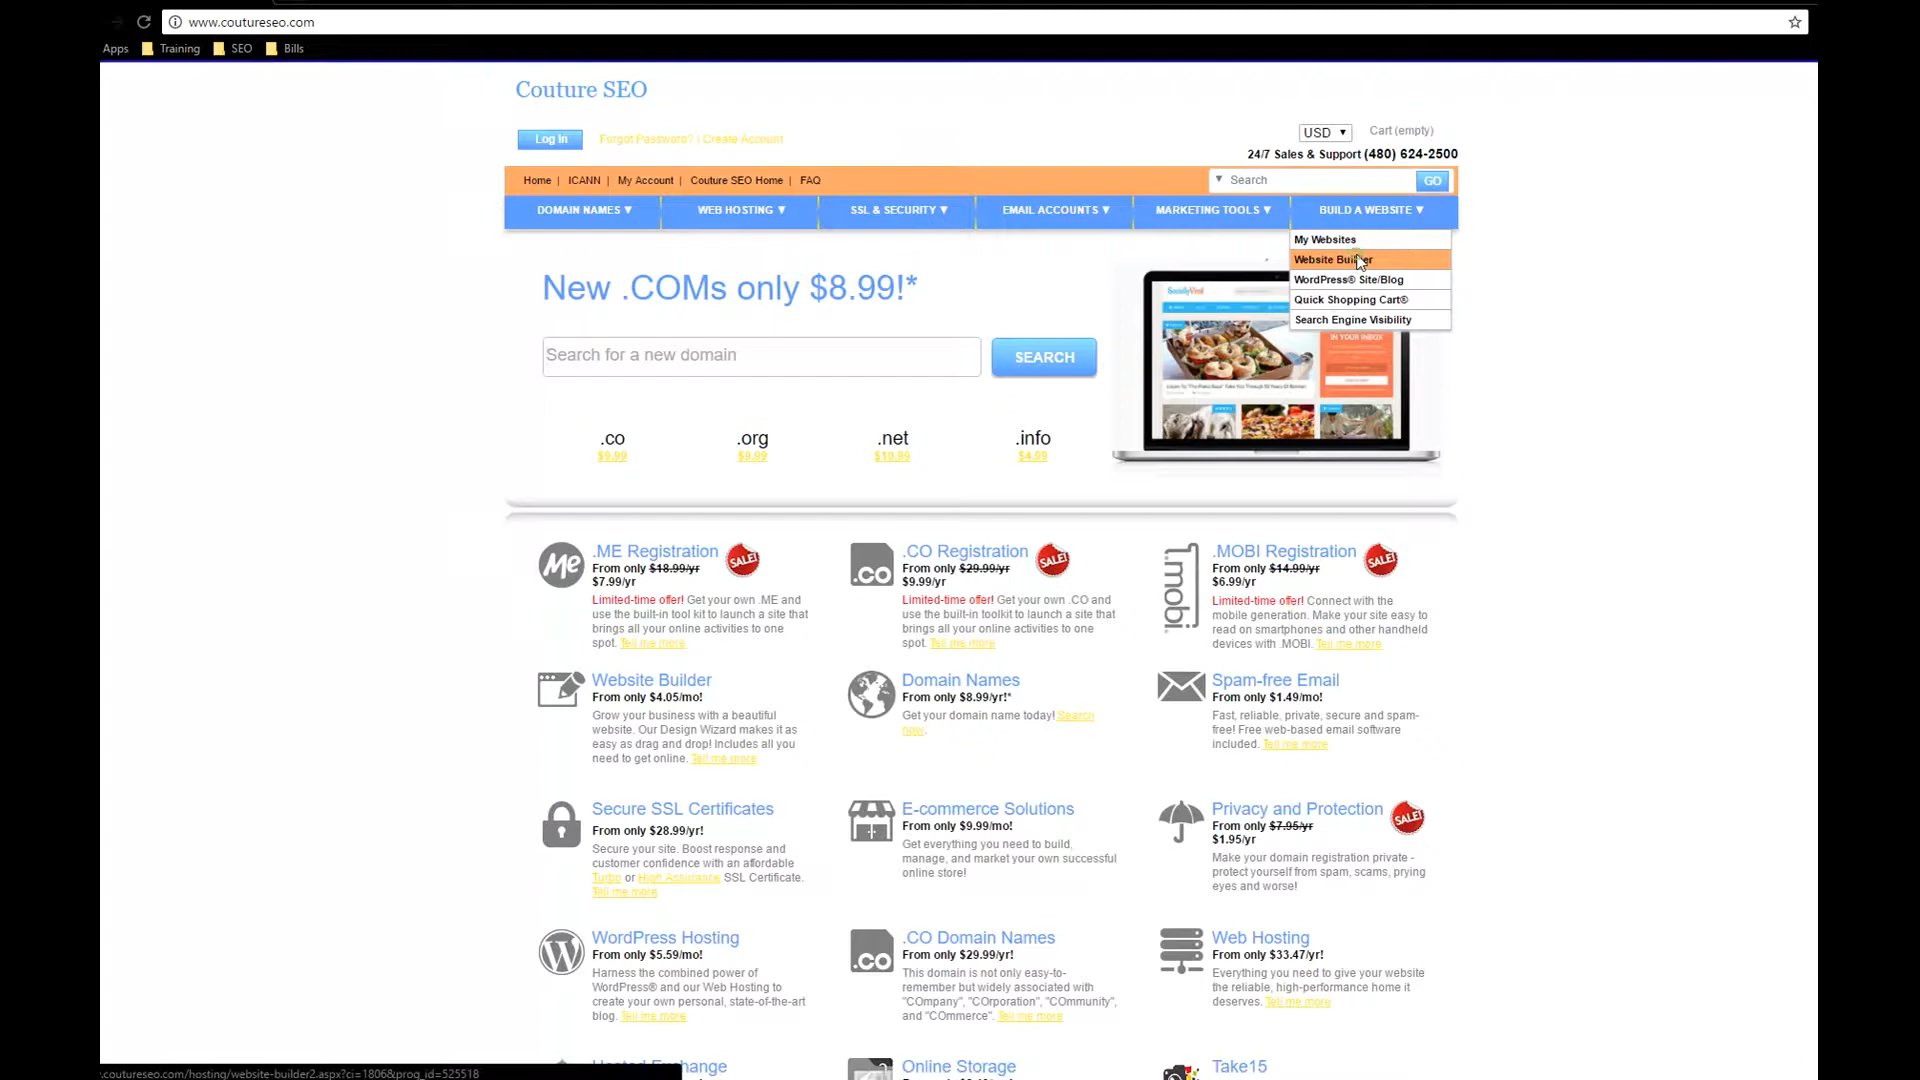 www.coutureseo.com
Apps Training SEO Bills
Couture SEO
Log In Forgot Password? | Create Account
USD ▼ Cart (empty)
24/7 Sales & Support (480) 624-2500
Home | ICANN | My Account | Couture SEO Home | FAQ
▼ Search GO
DOMAIN NAMES ▼ WEB HOSTING ▼ SSL & SECURITY ▼ EMAIL ACCOUNTS ▼ MARKETING TOOLS ▼ BUILD A WEBSITE ▼
My Websites
Website Builder
WordPress® Site/Blog
Quick Shopping Cart®
Search Engine Visibility
New .COMs only $8.99!*
Search for a new domain SEARCH
IN YOUR INBOX
.co .org .net .info
$9.99 $9.99 $10.99 $4.99
.ME Registration SALE!
From only $18.99/yr
$7.99/yr
Limited-time offer! Get your own .ME and
use the built-in tool kit to launch a site that
brings all your online activities to one
spot. Tell me more
.CO Registration SALE!
From only $29.99/yr
$9.99/yr
Limited-time offer! Get your own .CO and
use the built-in toolkit to launch a site that
brings all your online activities to one
spot. Tell me more
.MOBI Registration SALE!
From only $14.99/yr
$6.99/yr
Limited-time offer! Connect with the
mobile generation. Make your site easy to
read on smartphones and other handheld
devices with .MOBI. Tell me more
Me
.co
.mobi
Website Builder
From only $4.05/mo!
Grow your business with a beautiful
website. Our Design Wizard makes it as
easy as drag and drop! Includes all you
need to get online. Tell me more
Domain Names
From only $8.99/yr!*
Get your domain name today! Search
now.
Spam-free Email
From only $1.49/mo!
Fast, reliable, private, secure and spam-
free! Free web-based email software
included. Tell me more
Secure SSL Certificates
From only $28.99/yr!
Secure your site. Boost response and
customer confidence with an affordable
Turbo or High Assurance SSL Certificate.
Tell me more
E-commerce Solutions
From only $9.99/mo!
Get everything you need to build,
manage, and market your own successful
online store!
Privacy and Protection SALE!
From only $7.95/yr
$1.95/yr
Make your domain registration private -
protect yourself from spam, scams, prying
eyes and worse!
WordPress Hosting
From only $5.59/mo!
Harness the combined power of
WordPress® and our Web Hosting to
create your own personal, state-of-the-art
blog. Tell me more
.co
.CO Domain Names
From only $29.99/yr!
This domain is not only easy-to-
remember but widely associated with
"COmpany", "COrporation", "COmmunity",
and "COmmerce". Tell me more
Web Hosting
From only $33.47/yr!
Everything you need to give your website
the reliable, high-performance home it
deserves. Tell me more
Hosted Exchange
Online Storage
Take15
.coutureseo.com/hosting/website-builder2.aspx?ci=1806&prog_id=525518